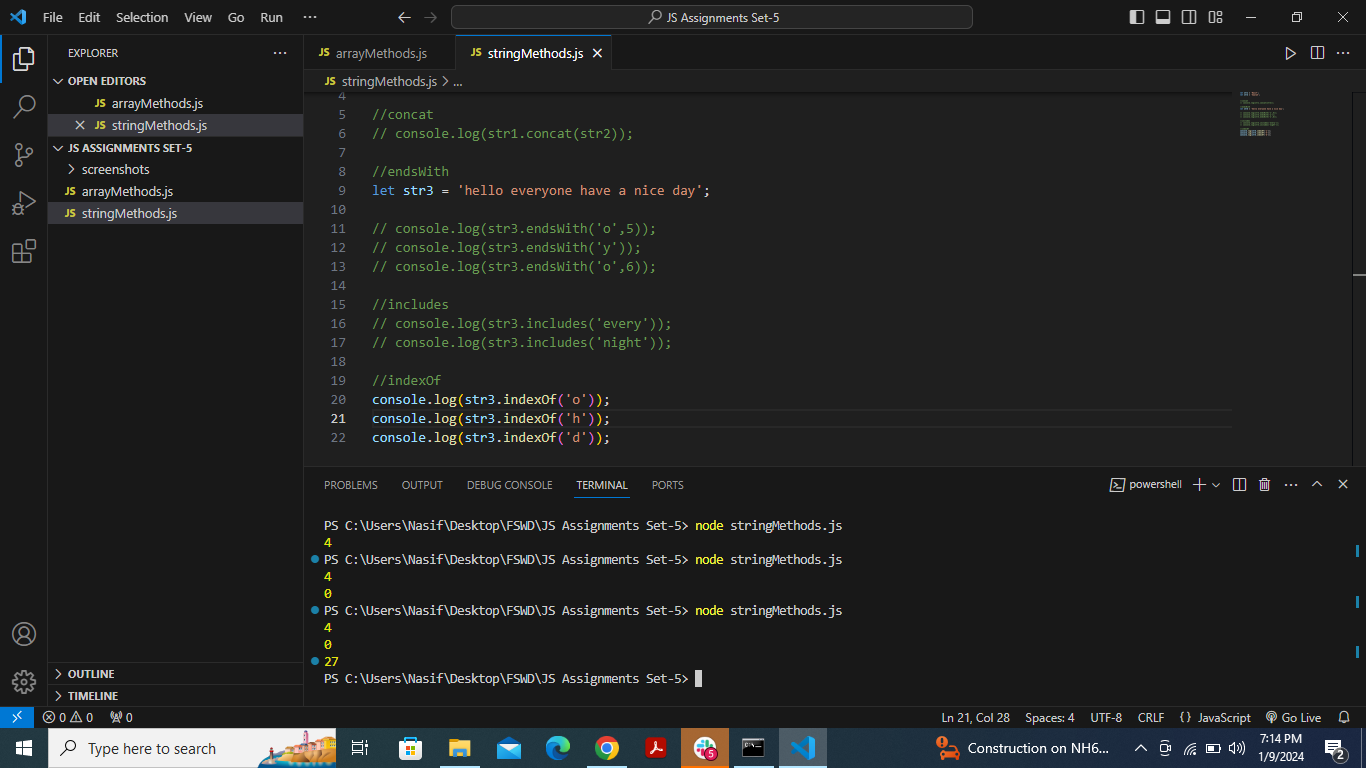 File Edit Selection View Go Run ··· JS Assignments Set-5
EXPLORER ···
OPEN EDITORS
JS arrayMethods.js
JS stringMethods.js
JS ASSIGNMENTS SET-5
screenshots
JS arrayMethods.js
JS stringMethods.js
OUTLINE
TIMELINE
JS arrayMethods.js JS stringMethods.js
JS stringMethods.js > ...
4
5 //concat
6 // console.log(str1.concat(str2));
7
8 //endsWith
9 let str3 = 'hello everyone have a nice day';
10
11 // console.log(str3.endsWith('o',5));
12 // console.log(str3.endsWith('y'));
13 // console.log(str3.endsWith('o',6));
14
15 //includes
16 // console.log(str3.includes('every'));
17 // console.log(str3.includes('night'));
18
19 //indexOf
20 console.log(str3.indexOf('o'));
21 console.log(str3.indexOf('h'));
22 console.log(str3.indexOf('d'));
PROBLEMS OUTPUT DEBUG CONSOLE TERMINAL PORTS powershell
PS C:\Users\Nasif\Desktop\FSWD\JS Assignments Set-5> node stringMethods.js
4
PS C:\Users\Nasif\Desktop\FSWD\JS Assignments Set-5> node stringMethods.js
4
0
PS C:\Users\Nasif\Desktop\FSWD\JS Assignments Set-5> node stringMethods.js
4
0
27
PS C:\Users\Nasif\Desktop\FSWD\JS Assignments Set-5>
0 0 0 Ln 21, Col 28 Spaces: 4 UTF-8 CRLF {} JavaScript Go Live
Type here to search
Construction on NH6...
7:14 PM
1/9/2024
5
2